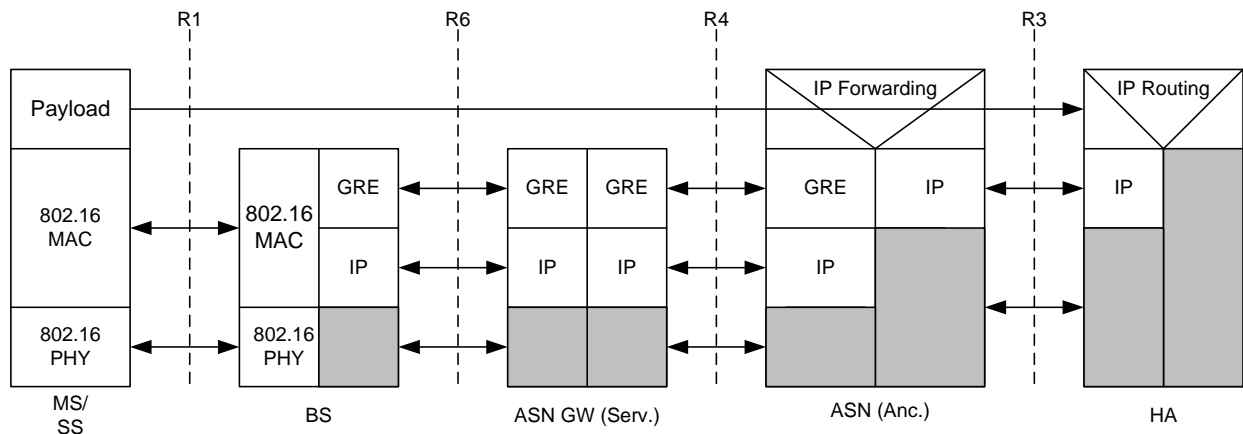 R1 R6 R4 R3
Payload
IP Forwarding
IP Routing
802.16
MAC
802.16
MAC
GRE
GRE
GRE
GRE
IP
IP
IP
IP
IP
IP
802.16
PHY
802.16
PHY
MS/
SS
BS
ASN GW (Serv.)
ASN (Anc.)
HA